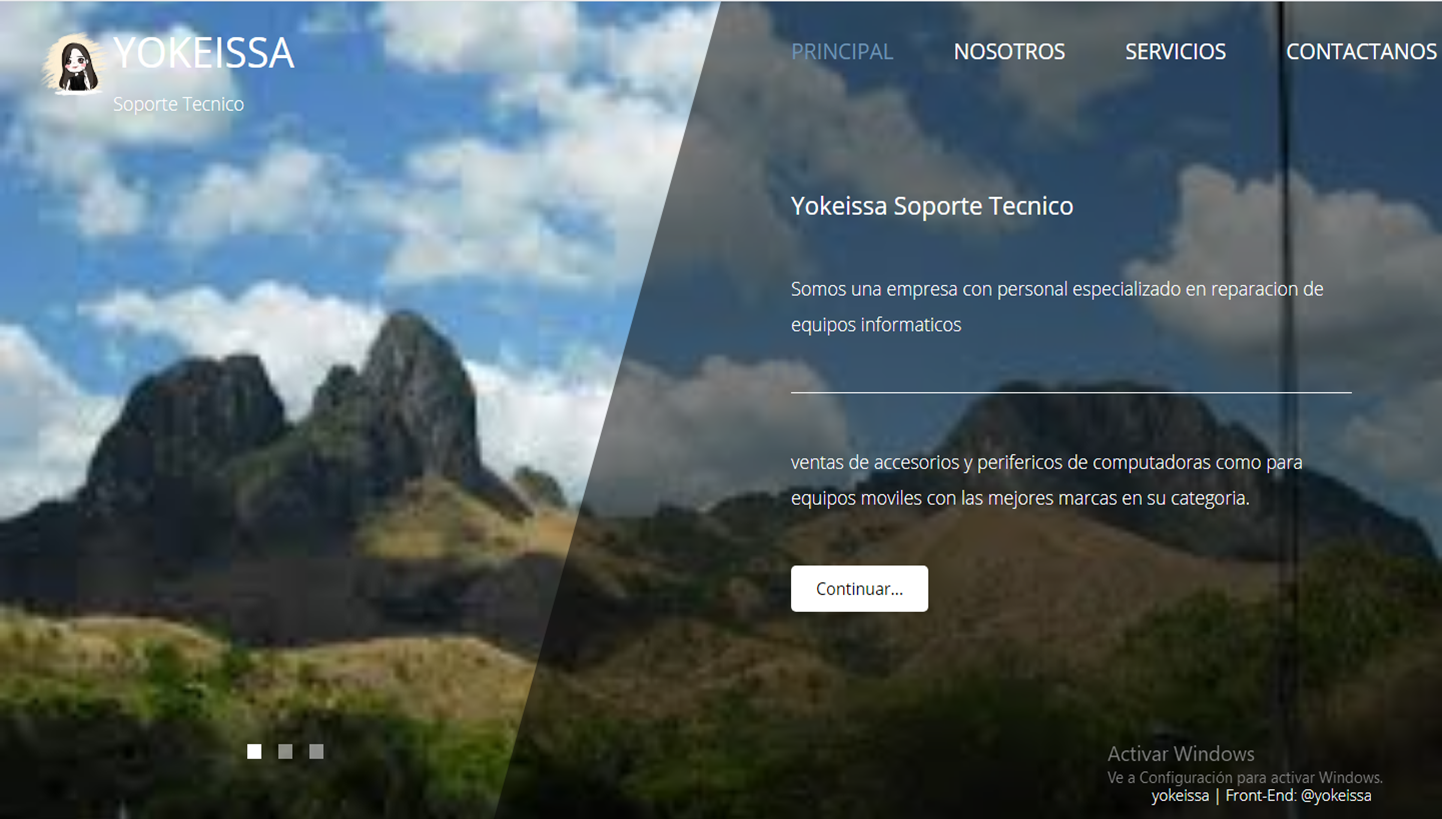 YOKEISSA
Soporte Tecnico
PRINCIPAL NOSOTROS SERVICIOS CONTACTANOS
Yokeissa Soporte Tecnico
Somos una empresa con personal especializado en reparacion de
equipos informaticos
ventas de accesorios y perifericos de computadoras como para
equipos moviles con las mejores marcas en su categoria.
Continuar...
Activar Windows
Ve a Configuración para activar Windows.
yokeissa | Front-End: @yokeissa